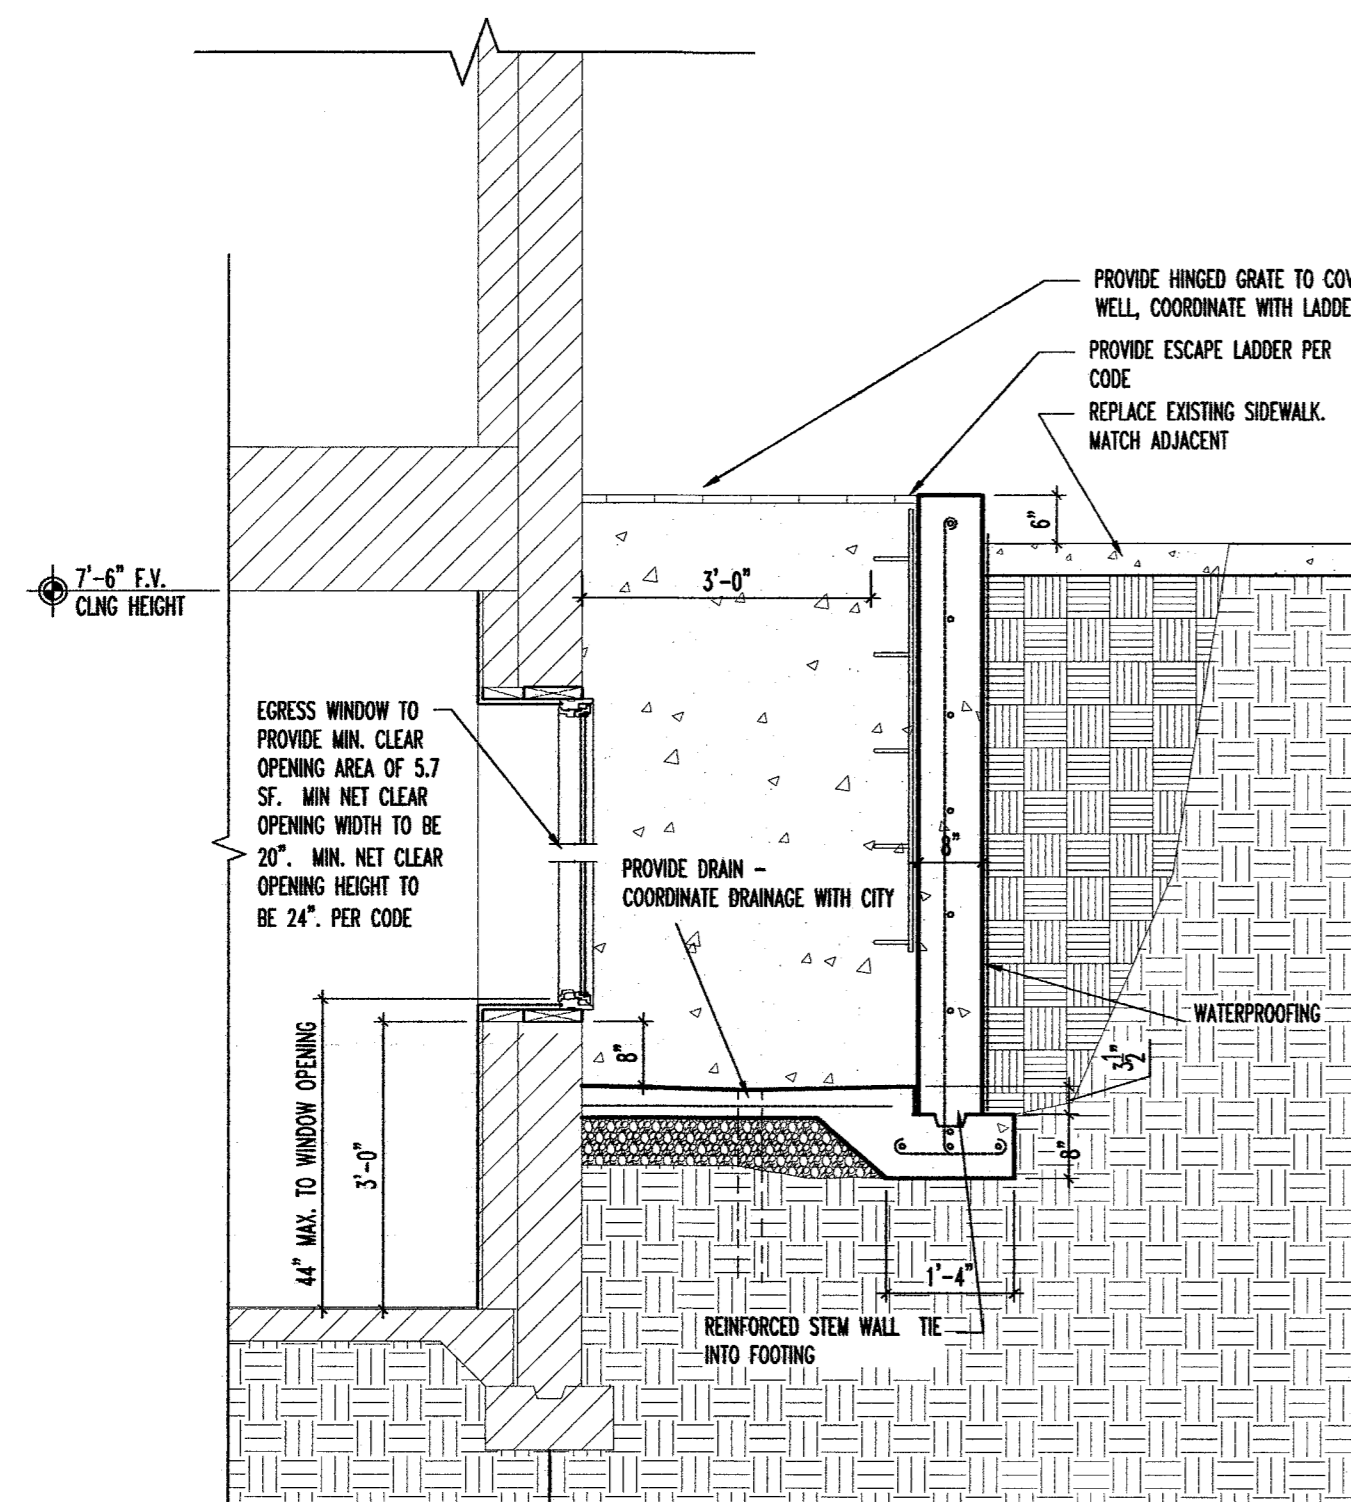 PROVIDE HINGED GRATE TO COV
WELL, COORDINATE WITH LADDE
PROVIDE ESCAPE LADDER PER
CODE
REPLACE EXISTING SIDEWALK.
MATCH ADJACENT
6"
7'-6" F.V.
CLNG HEIGHT
3'-0"
EGRESS WINDOW TO
PROVIDE MIN. CLEAR
OPENING AREA OF 5.7
SF. MIN NET CLEAR
OPENING WIDTH TO BE
20". MIN. NET CLEAR
OPENING HEIGHT TO
BE 24". PER CODE
8"
PROVIDE DRAIN -
COORDINATE DRAINAGE WITH CITY
WATERPROOFING
44" MAX. TO WINDOW OPENING
3'-0"
8"
3 1/2"
8"
1'-4"
REINFORCED STEM WALL TIE
INTO FOOTING